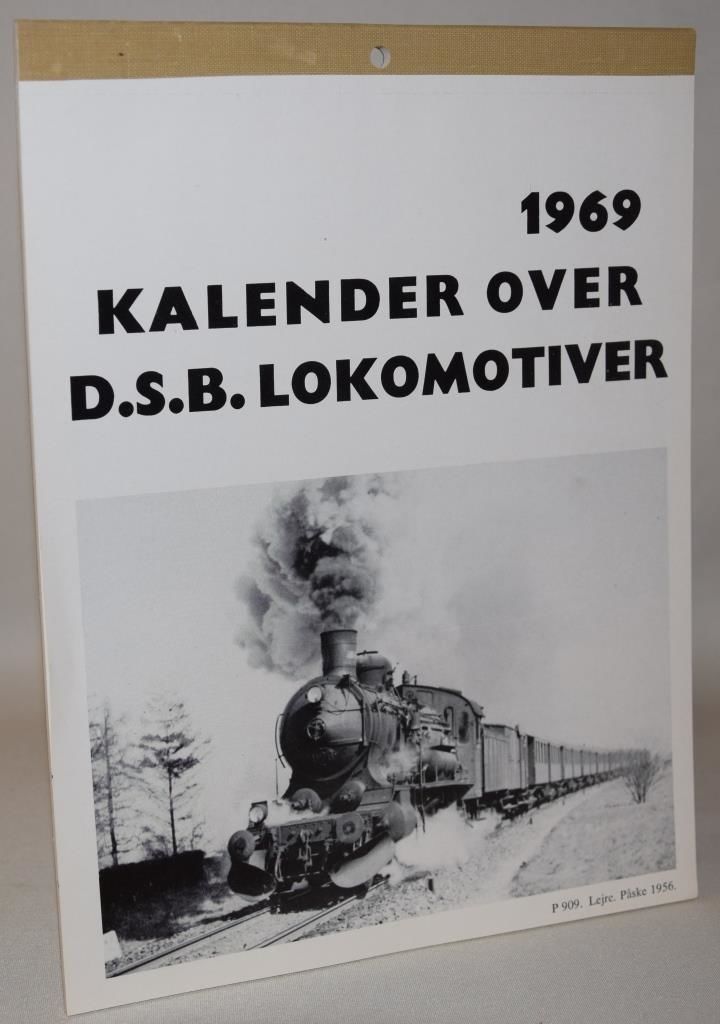 1969
KALENDER OVER
D.S.B. LOKOMOTIVER
P 909. Lejre. Påske 1956.